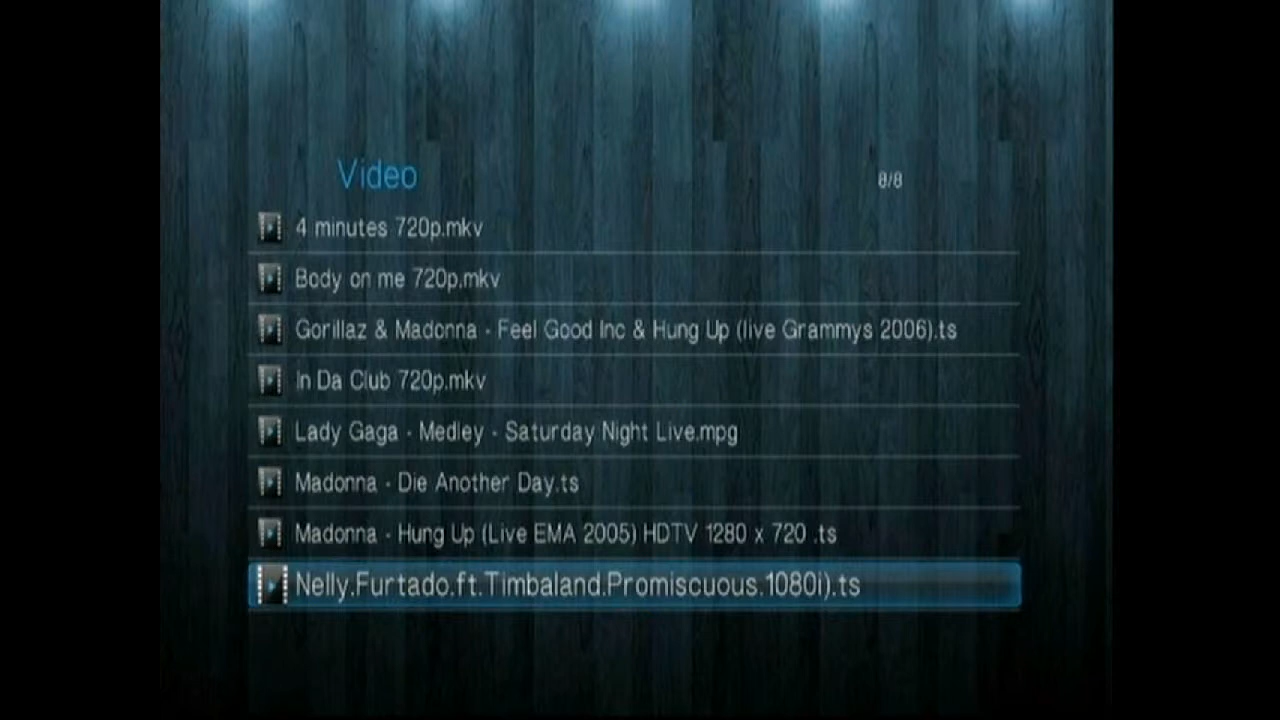 Video
8/8
4 minutes 720p.mkv
Body on me 720p.mkv
Gorillaz & Madonna - Feel Good Inc & Hung Up (live Grammys 2006).ts
In Da Club 720p.mkv
Lady Gaga - Medley - Saturday Night Live.mpg
Madonna - Die Another Day.ts
Madonna - Hung Up (Live EMA 2005) HDTV 1280 x 720 .ts
Nelly.Furtado.ft.Timbaland.Promiscuous.1080i).ts